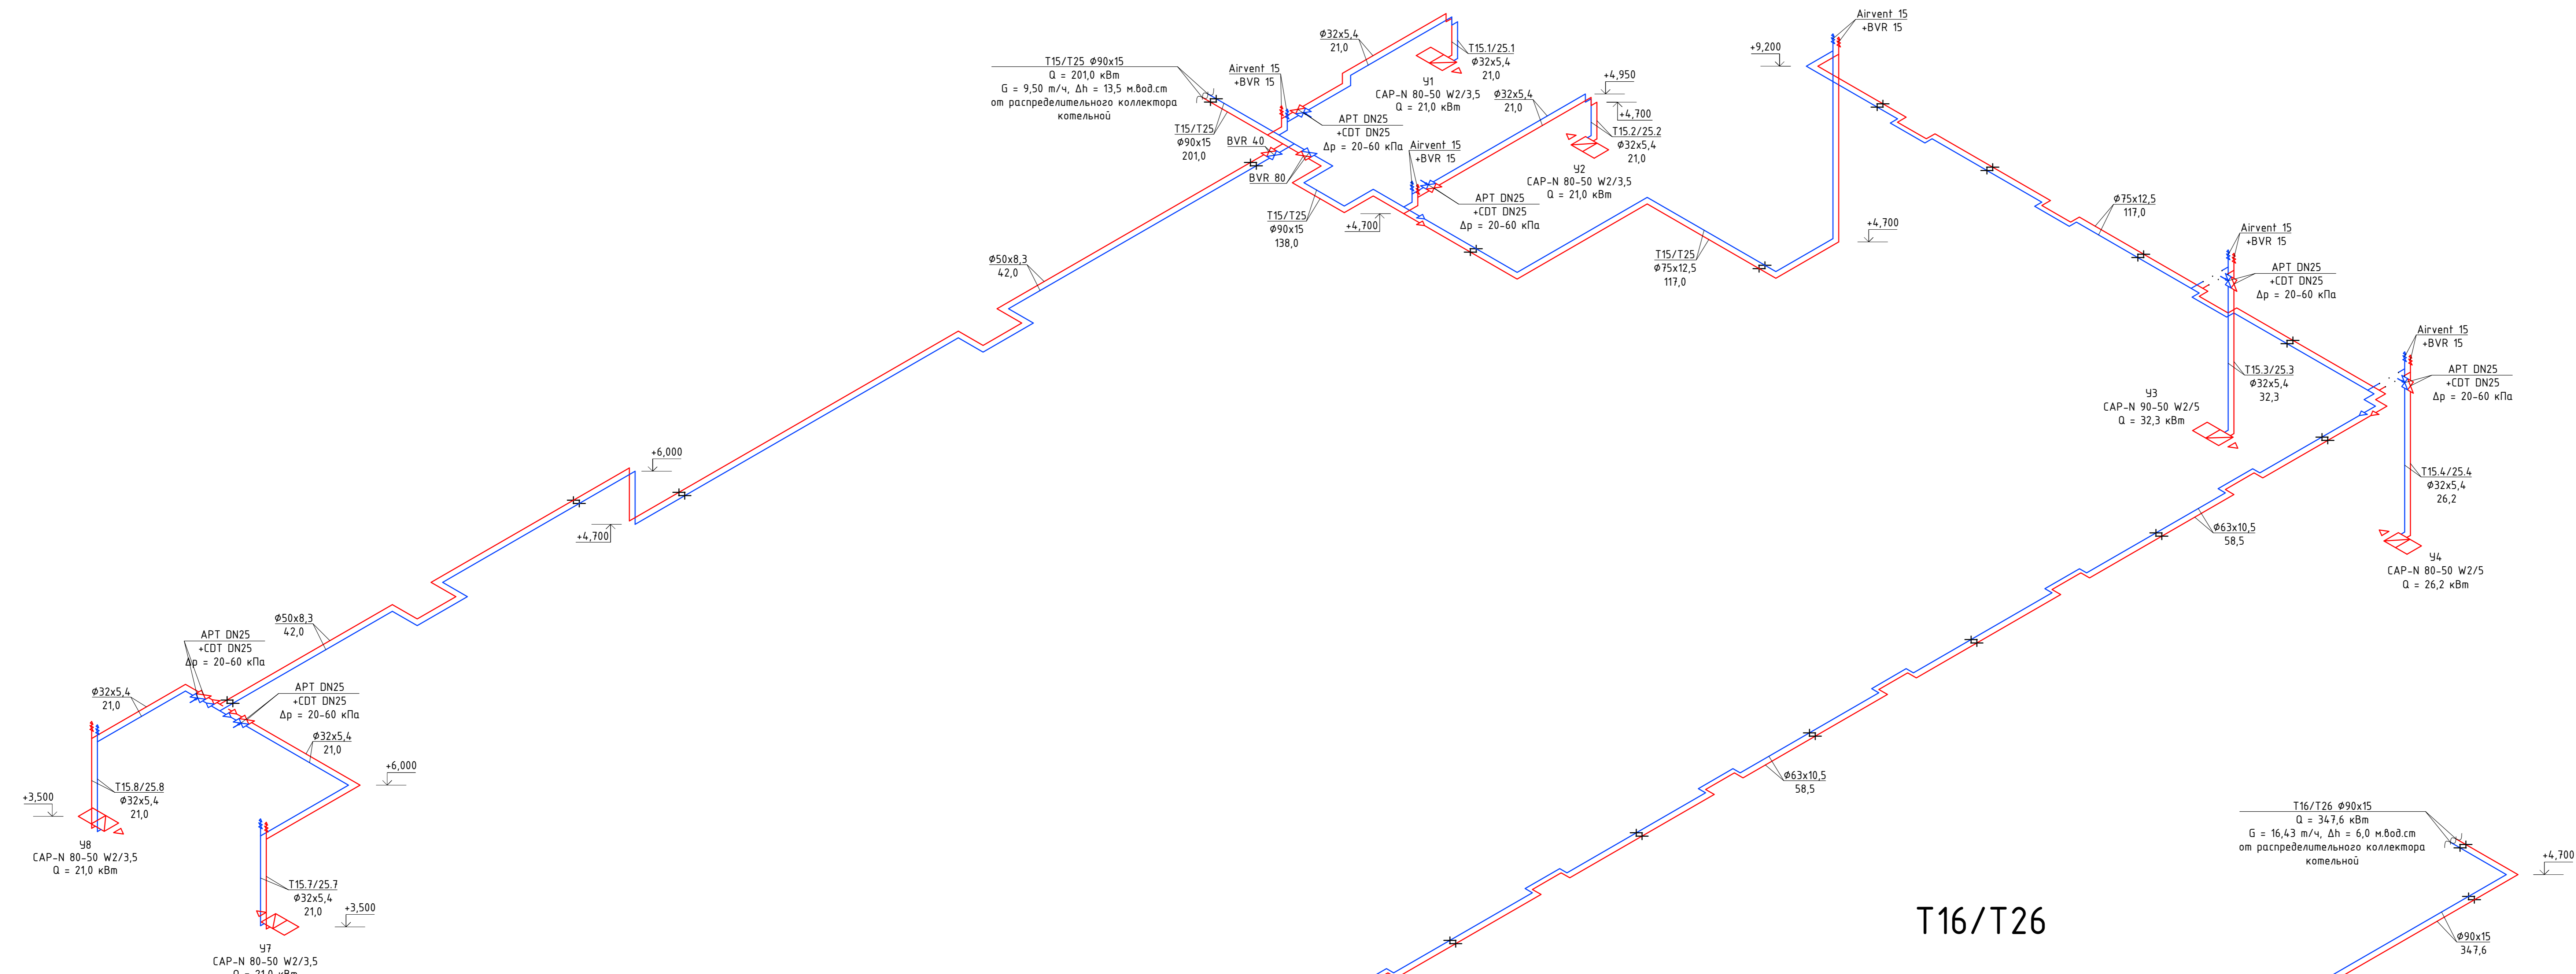 T15/T25 Ø90x15
Q = 201,0 кВт
G = 9,50 т/ч, Δh = 13,5 м.вод.ст
от распределительного коллектора
котельной
T15/T25
Ø90x15
201,0
Airvent 15
+BVR 15
Ø32x5,4
21,0
T15.1/25.1
Ø32x5,4
21,0
У1
CAP-N 80-50 W2/3,5
Q = 21,0 кВт
APT DN25
+CDT DN25
Δp = 20-60 кПа
BVR 40
BVR 80
T15/T25
Ø90x15
138,0
+4,700
Airvent 15
+BVR 15
Ø32x5,4
21,0
+4,950
+4,700
T15.2/25.2
Ø32x5,4
21,0
У2
CAP-N 80-50 W2/3,5
Q = 21,0 кВт
APT DN25
+CDT DN25
Δp = 20-60 кПа
T15/T25
Ø75x12,5
117,0
+4,700
+9,200
Airvent 15
+BVR 15
Ø75x12,5
117,0
Airvent 15
+BVR 15
APT DN25
+CDT DN25
Δp = 20-60 кПа
T15.3/25.3
Ø32x5,4
32,3
У3
CAP-N 90-50 W2/5
Q = 32,3 кВт
Airvent 15
+BVR 15
APT DN25
+CDT DN25
Δp = 20-60 кПа
T15.4/25.4
Ø32x5,4
26,2
У4
CAP-N 80-50 W2/5
Q = 26,2 кВт
Ø63x10,5
58,5
Ø63x10,5
58,5
Ø50x8,3
42,0
+6,000
+4,700
Ø50x8,3
42,0
APT DN25
+CDT DN25
Δp = 20-60 кПа
APT DN25
+CDT DN25
Δp = 20-60 кПа
Ø32x5,4
21,0
Ø32x5,4
21,0
+6,000
T15.8/25.8
Ø32x5,4
21,0
+3,500
У8
CAP-N 80-50 W2/3,5
Q = 21,0 кВт
T15.7/25.7
Ø32x5,4
21,0
+3,500
У7
CAP-N 80-50 W2/3,5
Q = 21,0 кВт
T16/T26
T16/T26 Ø90x15
Q = 347,6 кВт
G = 16,43 т/ч, Δh = 6,0 м.вод.ст
от распределительного коллектора
котельной
+4,700
Ø90x15
347,6